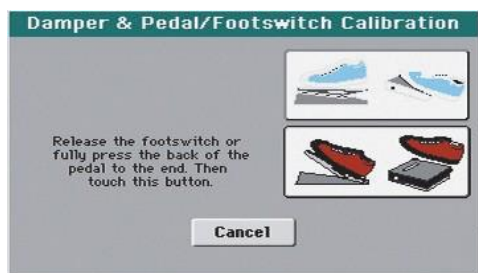 Damper & Pedal/Footswitch Calibration
Release the footswitch or
fully press the back of the
pedal to the end. Then
touch this button.
Cancel